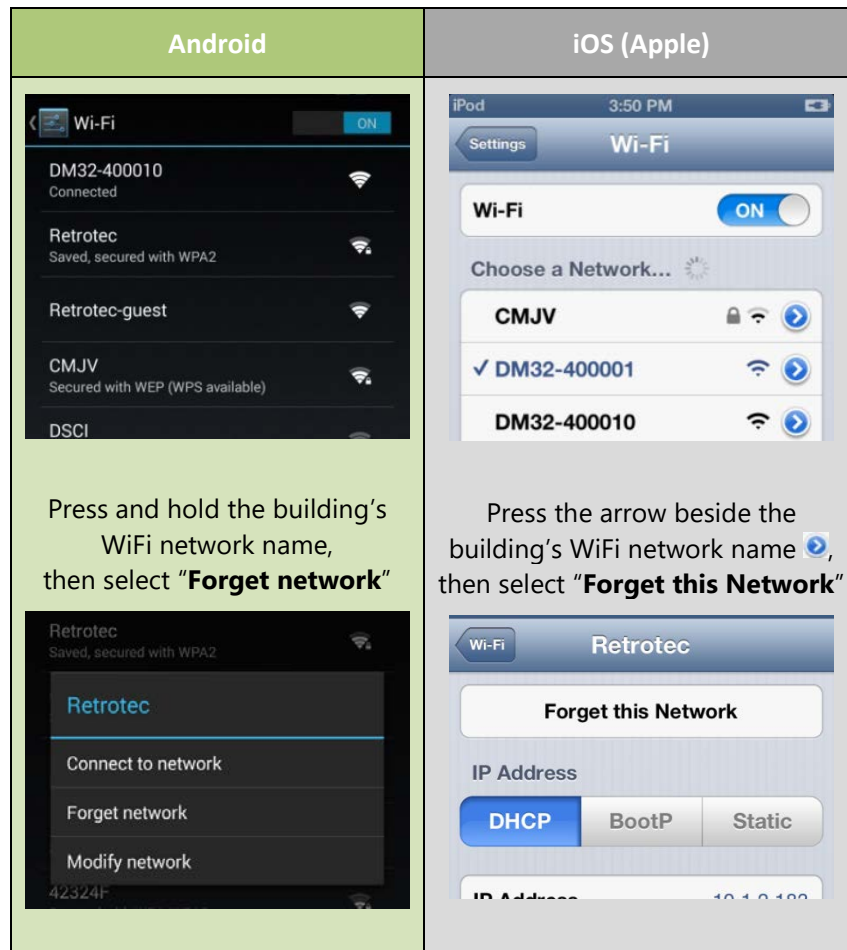 Android
iOS (Apple)
Wi-Fi
ON
DM32-400010
Connected
Retrotec
Saved, secured with WPA2
Retrotec-guest
CMJV
Secured with WEP (WPS available)
DSCI
iPod 3:50 PM
Settings Wi-Fi
Wi-Fi ON
Choose a Network...
CMJV
✓ DM32-400001
DM32-400010
Press and hold the building’s
WiFi network name,
then select “Forget network”
Press the arrow beside the
building’s WiFi network name ,
then select “Forget this Network”
Retrotec
Saved, secured with WPA2
Retrotec
Connect to network
Forget network
Modify network
42324F
Wi-Fi Retrotec
Forget this Network
IP Address
DHCP BootP Static
IP Address